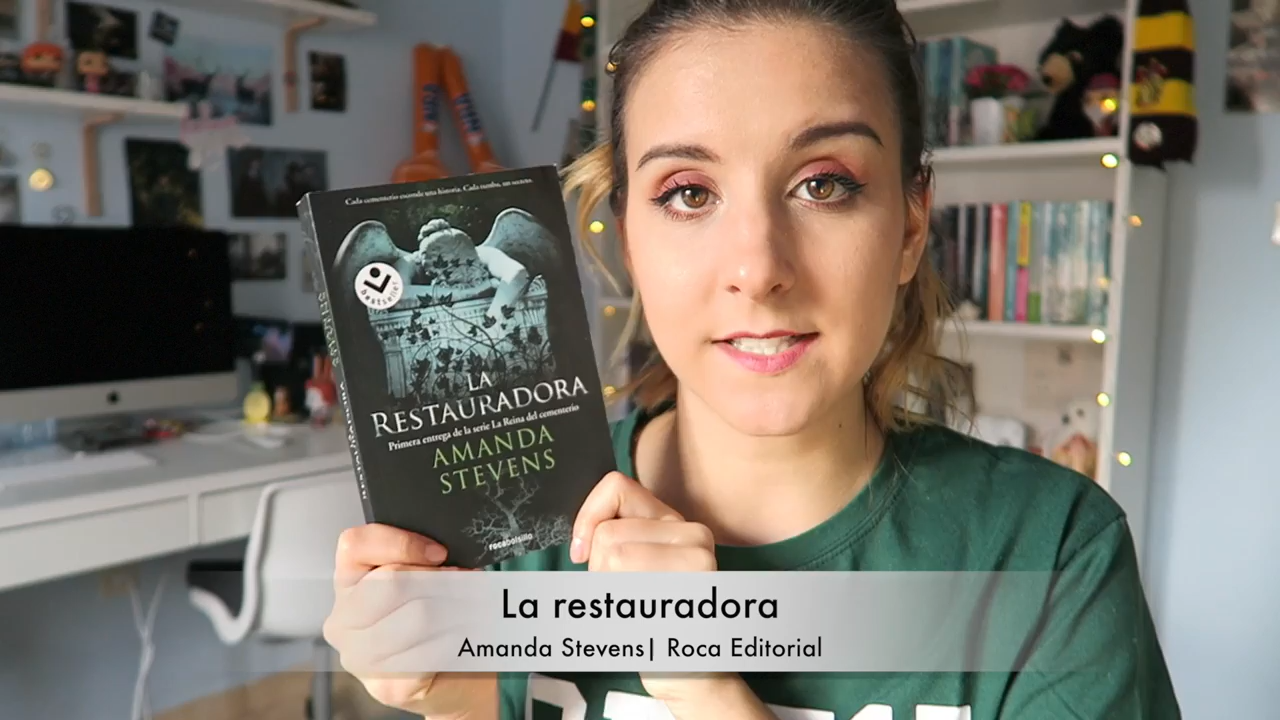 Cada cementerio esconde una historia. Cada tumba, un secreto.
bestseller
LA
RESTAURADORA
Primera entrega de la serie La Reina del cementerio
AMANDA
STEVENS
rocabolsillo
La restauradora
Amanda Stevens| Roca Editorial